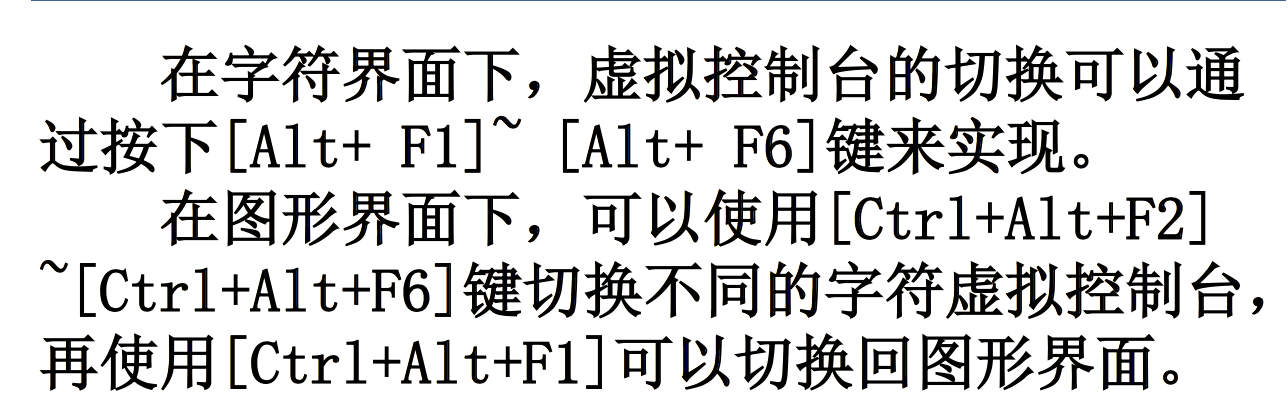 在字符界面下，虚拟控制台的切换可以通
过按下[Alt+ F1]~ [Alt+ F6]键来实现。
在图形界面下，可以使用[Ctrl+Alt+F2]
~[Ctrl+Alt+F6]键切换不同的字符虚拟控制台，
再使用[Ctrl+Alt+F1]可以切换回图形界面。